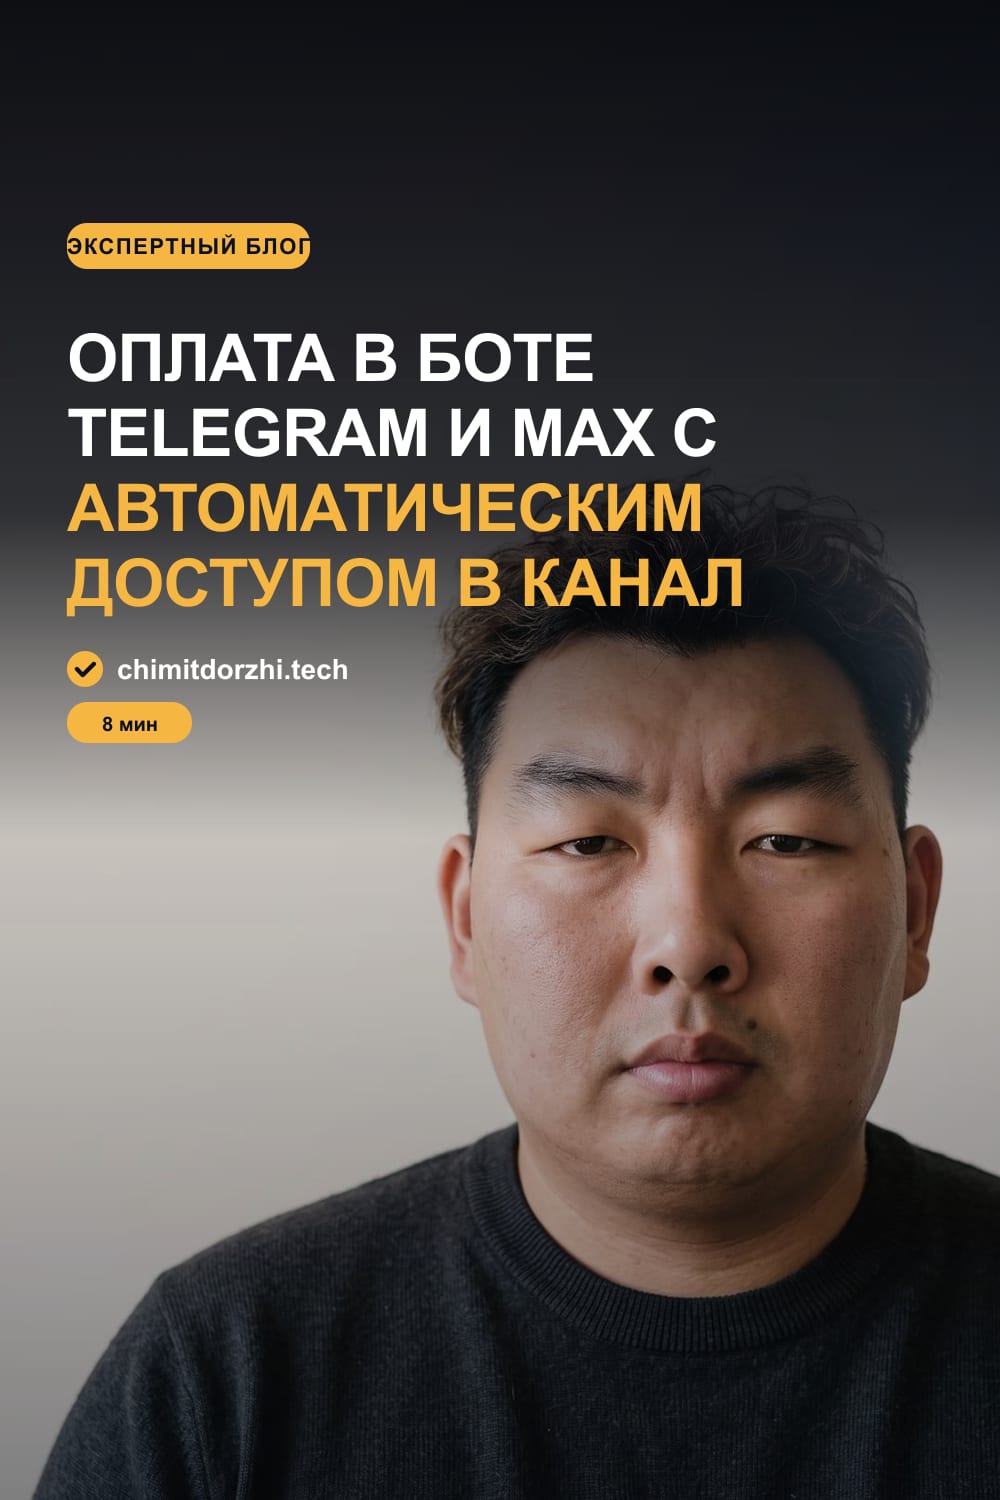 ЭКСПЕРТНЫЙ БЛОГ
ОПЛАТА В БОТЕ
TELEGRAM И MAX С
АВТОМАТИЧЕСКИМ
ДОСТУПОМ В КАНАЛ
chimitdorzhi.tech
8 мин